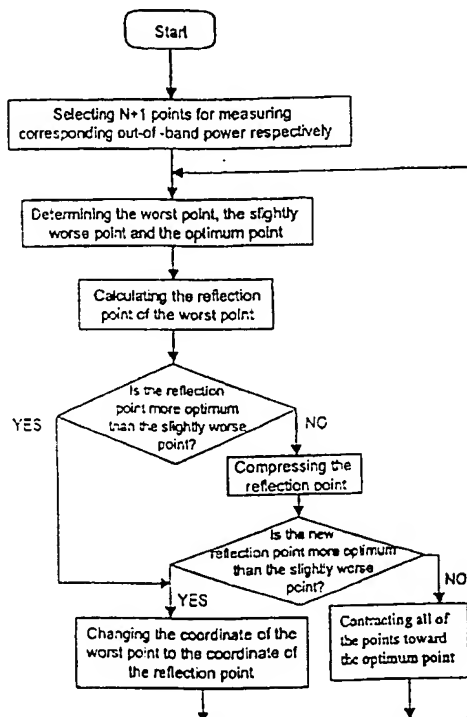 Start
Selecting N+1 points for measuring
corresponding out-of-band power respectively
Determining the worst point, the slightly
worse point and the optimum point
Calculating the reflection
point of the worst point
Is the reflection
point more optimum
than the slightly worse
point?
YES
NO
Compressing the
reflection point
Is the new
reflection point more optimum
than the slightly worse
point?
YES
NO
Changing the coordinate of the
worst point to the coordinate of
the reflection point
Contracting all of
the points toward
the optimum point